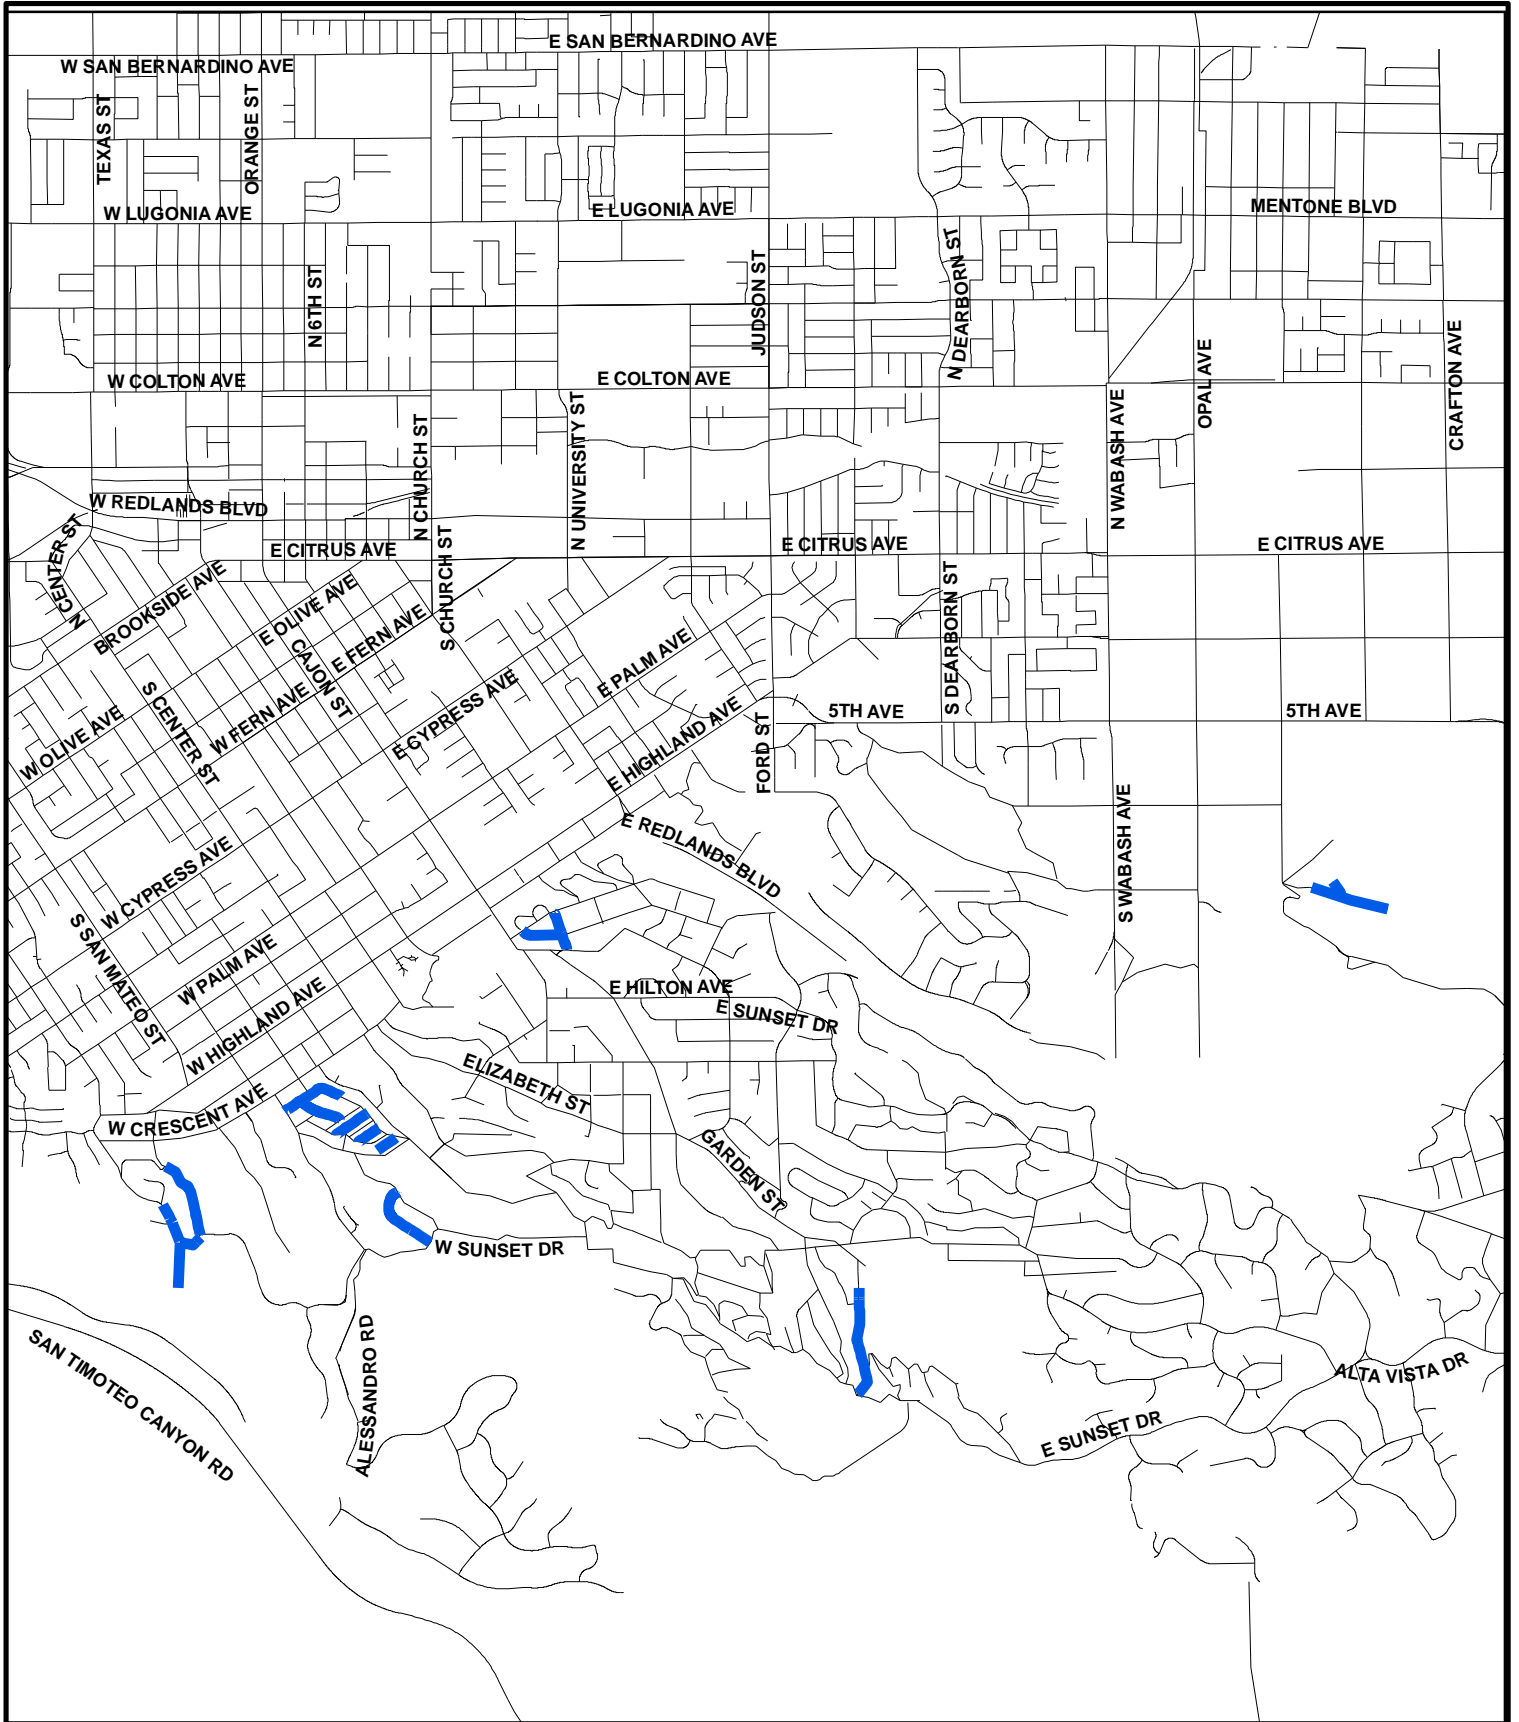 E SAN BERNARDINO AVE
W SAN BERNARDINO AVE
TEXAS ST
ORANGE ST
W LUGONIA AVE
E LUGONIA AVE
MENTONE BLVD
N 6TH ST
JUDSON ST
N DEARBORN ST
W COLTON AVE
E COLTON AVE
OPAL AVE
CRAFTON AVE
N CHURCH ST
N UNIVERSITY ST
N WABASH AVE
W REDLANDS BLVD
N CENTER ST
E CITRUS AVE
E CITRUS AVE
E CITRUS AVE
BROOKSIDE AVE
E OLIVE AVE
S CHURCH ST
E FERN AVE
CAJON ST
S DEARBORN ST
E PALM AVE
S CENTER ST
W FERN AVE
E CYPRESS AVE
W OLIVE AVE
E HIGHLAND AVE
FORD ST
5TH AVE
5TH AVE
E REDLANDS BLVD
S WABASH AVE
W CYPRESS AVE
S SAN MATEO ST
W PALM AVE
W HIGHLAND AVE
E HILTON AVE
E SUNSET DR
ELIZABETH ST
W CRESCENT AVE
GARDEN ST
W SUNSET DR
SAN TIMOTEO CANYON RD
ALESSANDRO RD
ALTA VISTA DR
E SUNSET DR